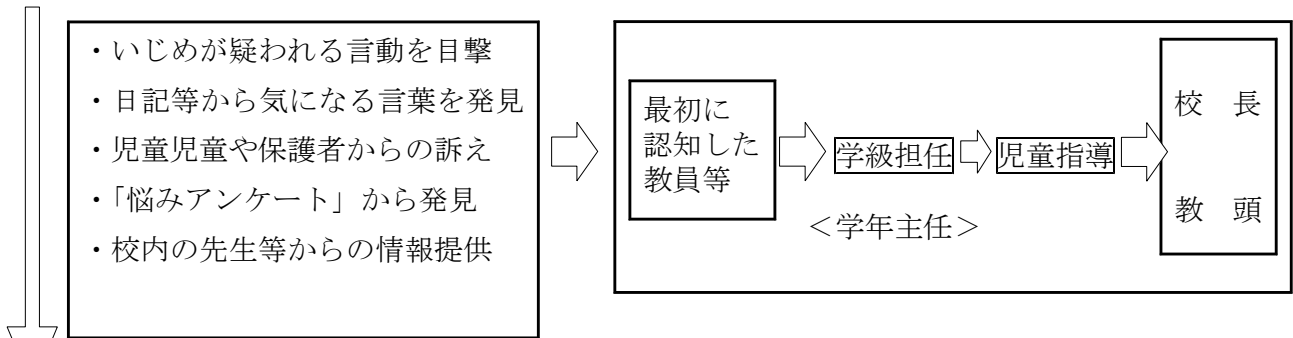 ・いじめが疑われる言動を目撃
・日記等から気になる言葉を発見
・児童児童や保護者からの訴え
・「悩みアンケート」から発見
・校内の先生等からの情報提供
最初に
認知した
教員等
学級担任
＜学年主任＞
児童指導
校　長
教　頭